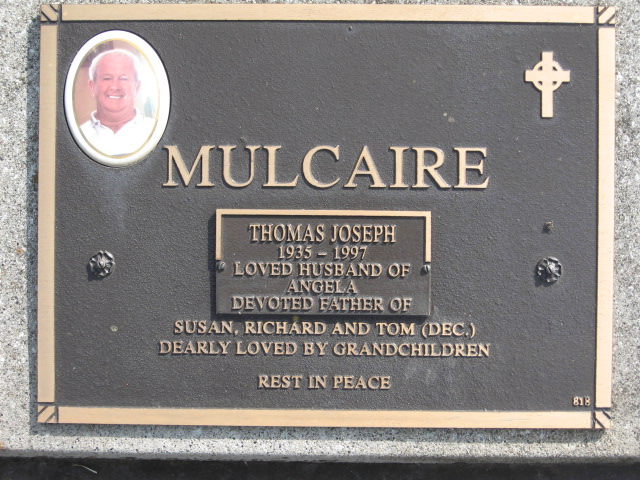 MULCAIRE
THOMAS JOSEPH
1935 – 1997
LOVED HUSBAND OF
ANGELA
DEVOTED FATHER OF
SUSAN, RICHARD AND TOM (DEC.)
DEARLY LOVED BY GRANDCHILDREN
REST IN PEACE
818